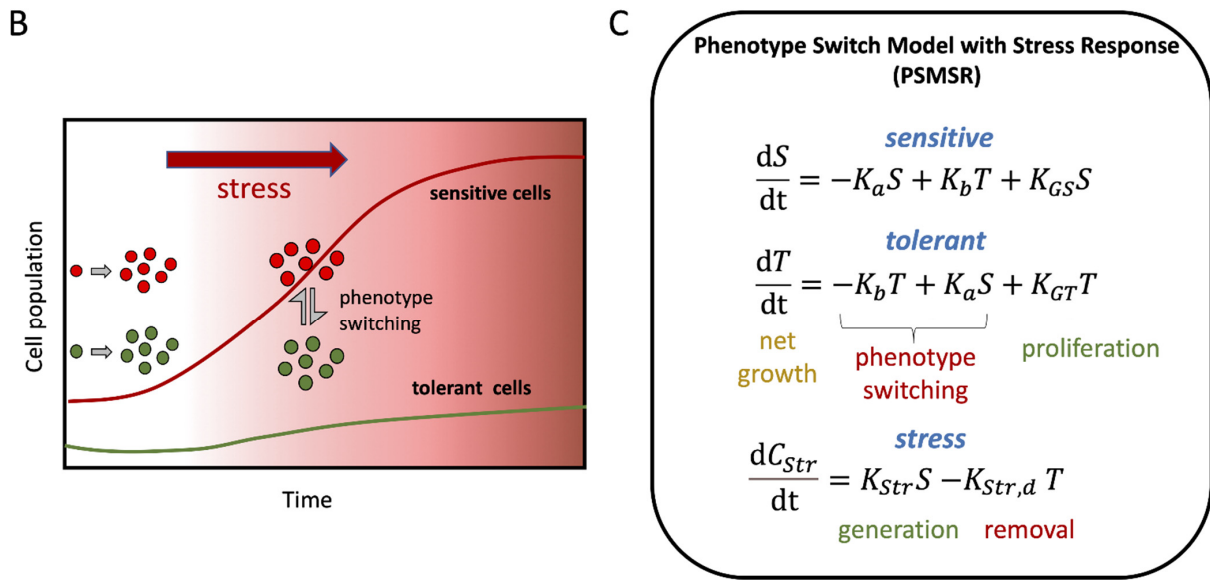 B
stress
sensitive cells
phenotype
switching
tolerant cells
Cell population
Time
C
Phenotype Switch Model with Stress Response
(PSMSR)
sensitive
dS/dt = −K_a S + K_b T + K_GS S
tolerant
dT/dt = −K_b T + K_a S + K_GT T
net
growth
phenotype
switching
proliferation
stress
dC_Str/dt = K_Str S −K_Str,d T
generation removal